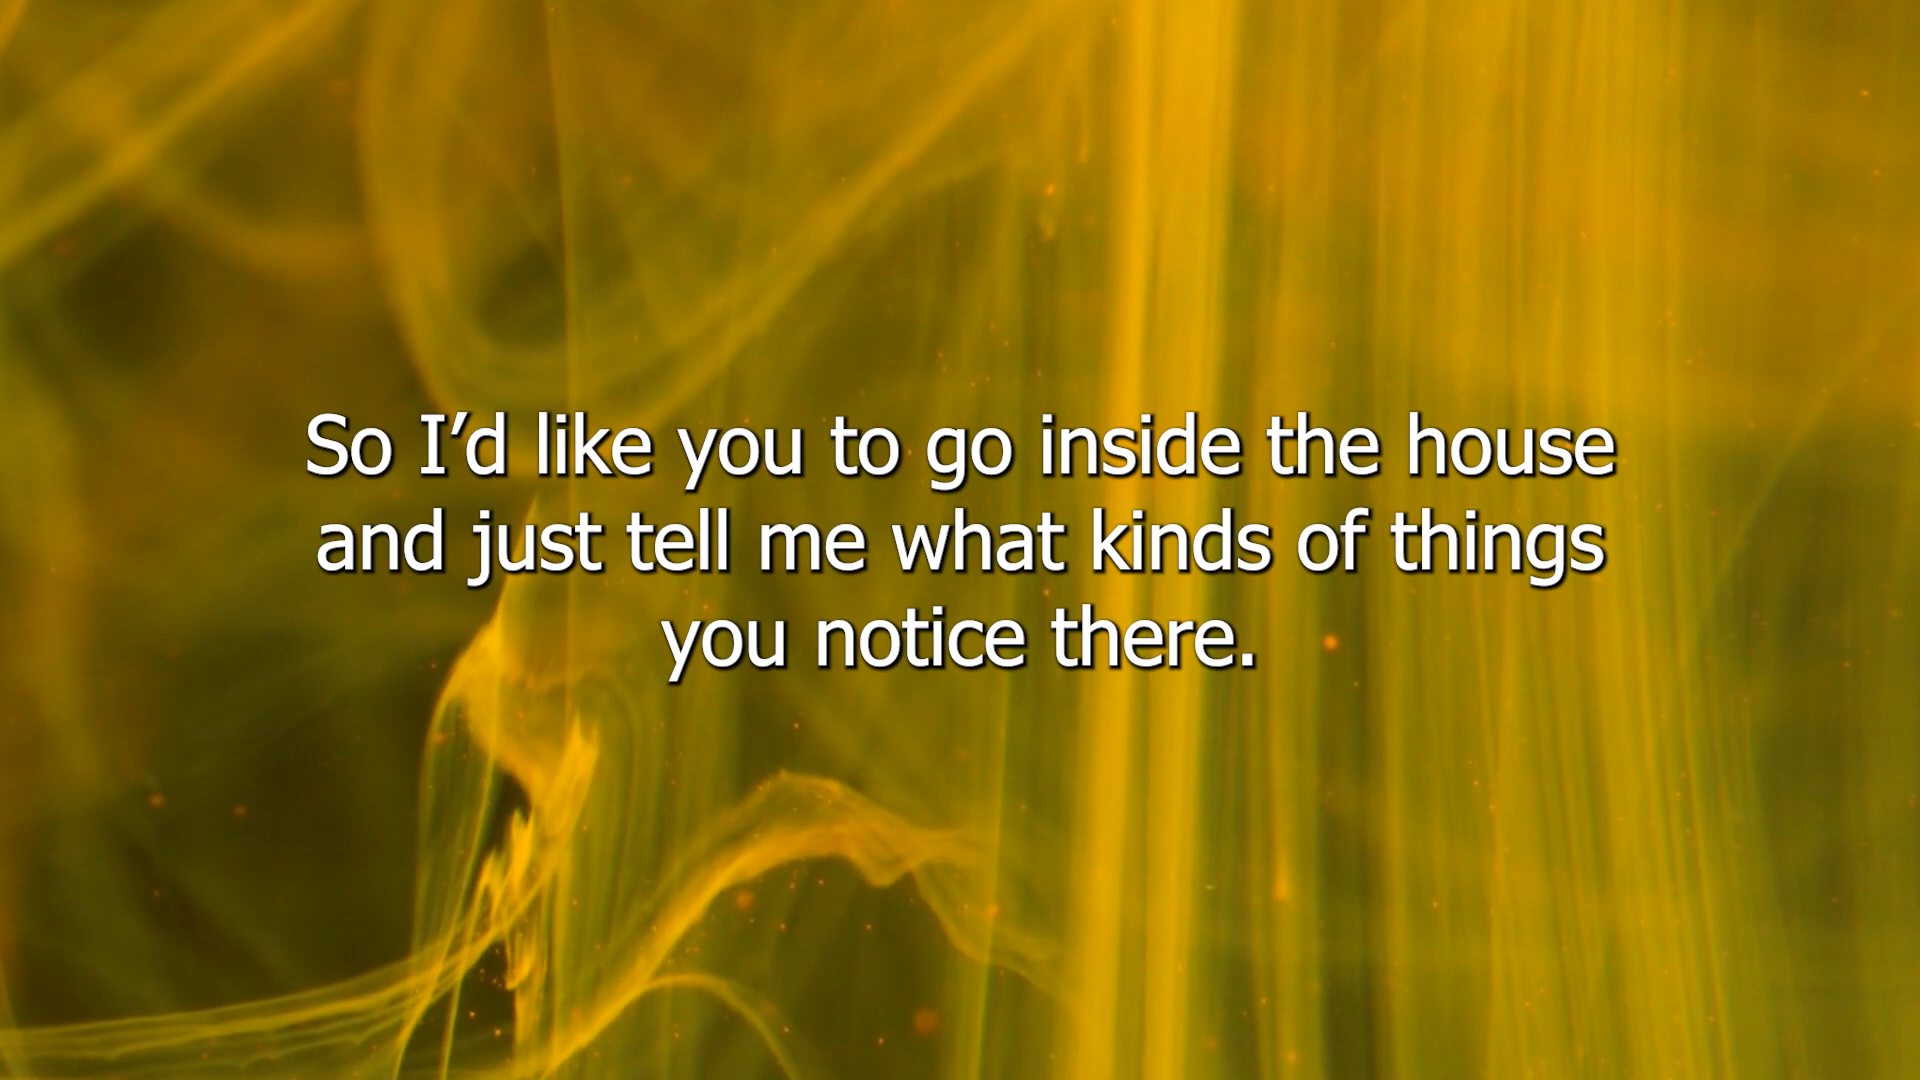 So I’d like you to go inside the house
and just tell me what kinds of things
you notice there.